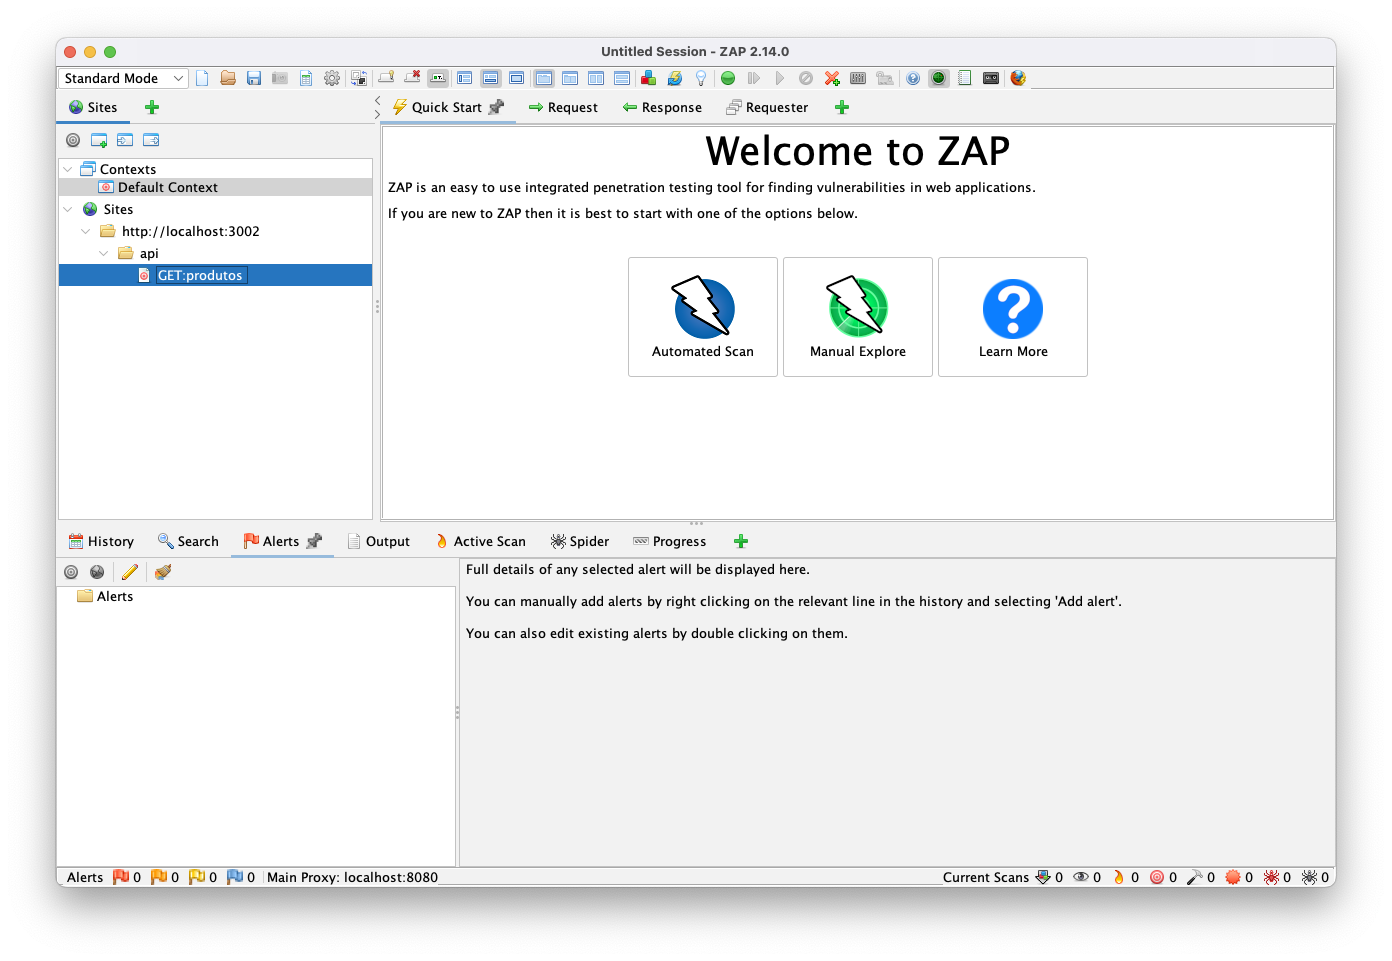 Untitled Session - ZAP 2.14.0
Standard Mode
Sites
Quick Start
Request
Response
Requester
Contexts
Default Context
Sites
http://localhost:3002
api
GET:produtos
Welcome to ZAP
ZAP is an easy to use integrated penetration testing tool for finding vulnerabilities in web applications.
If you are new to ZAP then it is best to start with one of the options below.
Automated Scan
Manual Explore
Learn More
History
Search
Alerts
Output
Active Scan
Spider
Progress
Alerts
Full details of any selected alert will be displayed here.
You can manually add alerts by right clicking on the relevant line in the history and selecting 'Add alert'.
You can also edit existing alerts by double clicking on them.
Alerts 0 0 0 0 Main Proxy: localhost:8080
Current Scans 0 0 0 0 0 0 0 0